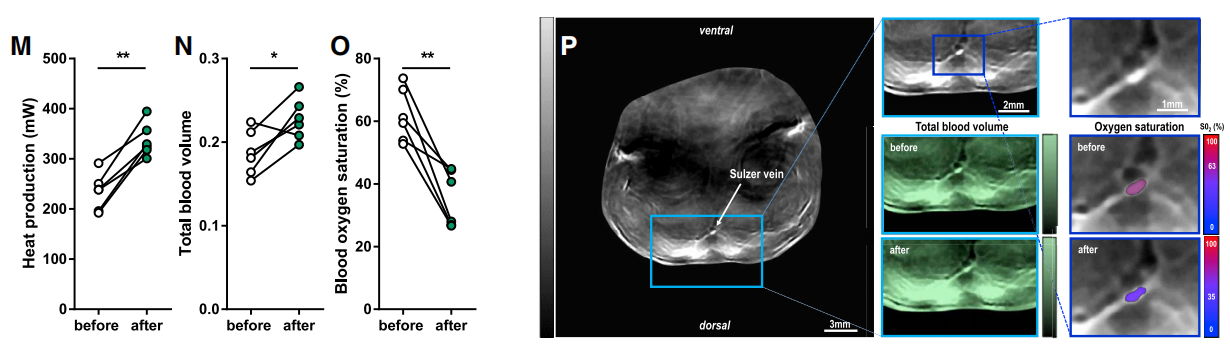 M
Heat production (mW)
500
400
300
200
100
0
**
before
after
N
Total blood volume
0.3
0.2
0.1
0.0
*
before
after
O
Blood oxygen saturation (%)
80
60
40
20
0
**
before
after
P
ventral
Sulzer vein
dorsal
3mm
2mm
1mm
Total blood volume
before
after
Oxygen saturation
before
after
S0₂ (%)
100
63
0
100
35
0